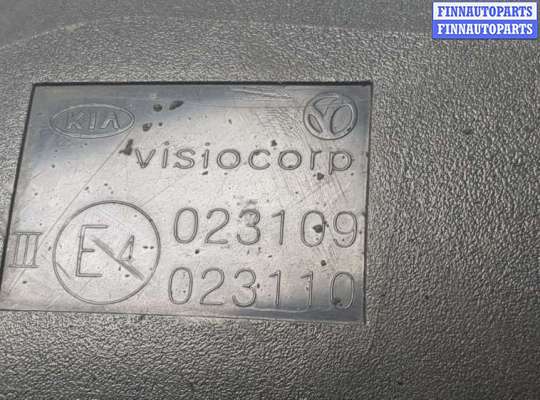 FINNAUTOPARTS
FINNAUTOPARTS
KIA
visiocorp
023109
III E4
023110